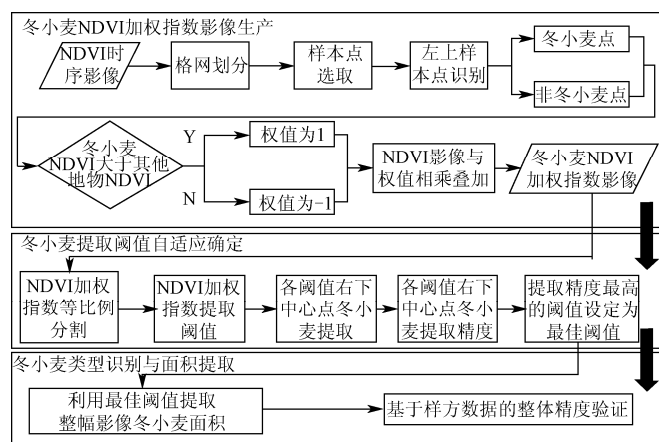 冬小麦NDVI加权指数影像生产
NDVI时
序影像
格网划分
样本点
选取
左上样
本点识别
冬小麦点
非冬小麦点
冬小麦
NDVI大于其他
地物NDVI
Y
N
权值为1
权值为-1
NDVI影像与
权值相乘叠加
冬小麦NDVI
加权指数影像
冬小麦提取阈值自适应确定
NDVI加权
指数等比例
分割
NDVI加权
指数提取
阈值
各阈值右下
中心点冬小
麦提取
各阈值右下
中心点冬小
麦提取精度
提取精度最高
的阈值设定为
最佳阈值
冬小麦类型识别与面积提取
利用最佳阈值提取
整幅影像冬小麦面积
基于样方数据的整体精度验证